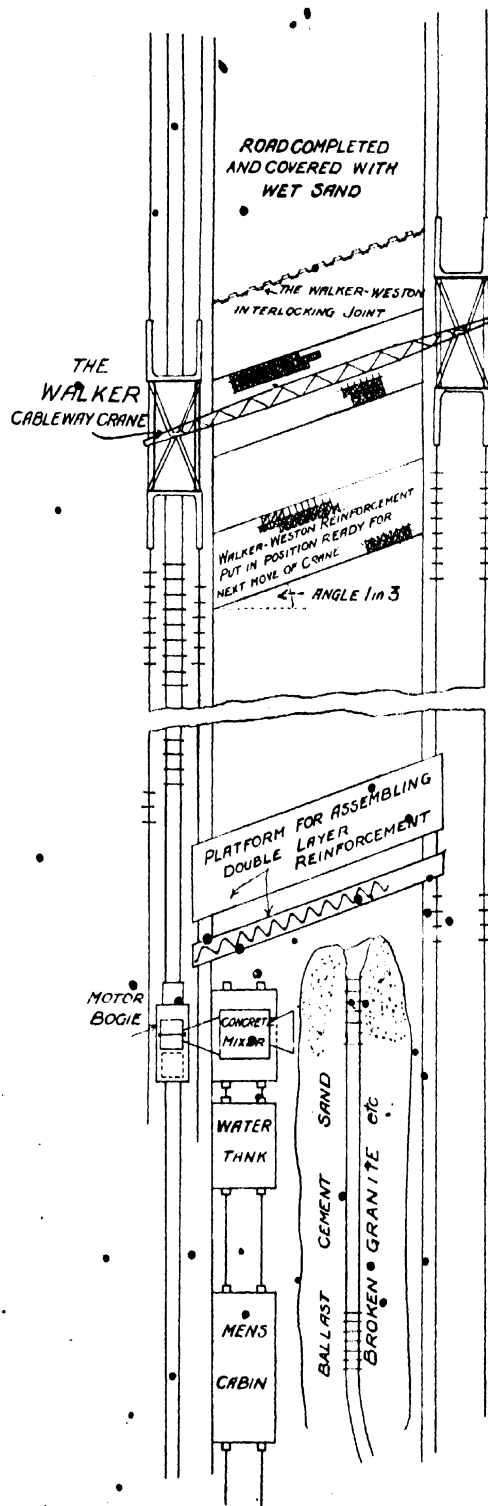 ROAD COMPLETED
AND COVERED WITH
WET SAND
THE WALKER-WESTON
INTERLOCKING JOINT
THE
WALKER
CABLEWAY CRANE
WALKER-WESTON REINFORCEMENT
PUT IN POSITION READY FOR
NEXT MOVE OF CRANE
ANGLE 1 in 3
PLATFORM FOR ASSEMBLING
DOUBLE LAYER
REINFORCEMENT
MOTOR
BOGIE
CONCRETE
MIXER
WATER
TANK
MENS
CABIN
BALLAST CEMENT SAND
BROKEN GRANITE etc